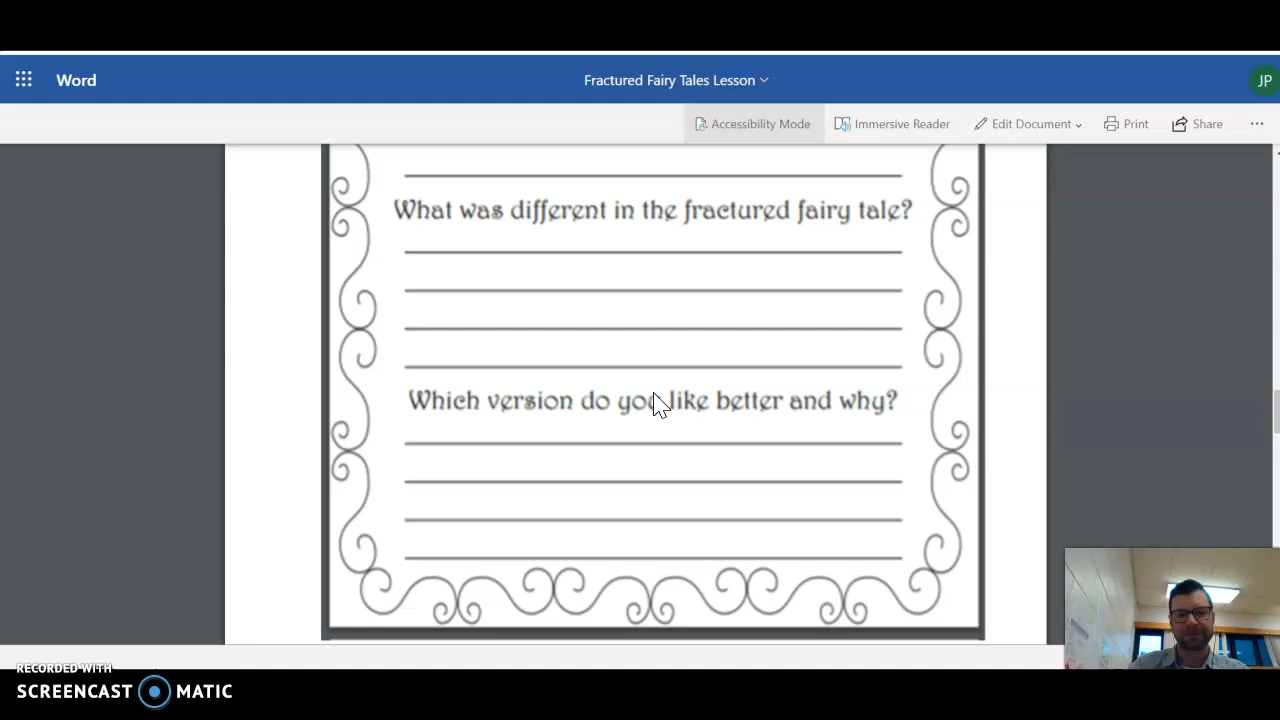 Word
Fractured Fairy Tales Lesson
JP
Accessibility Mode
Immersive Reader
Edit Document
Print
Share
What was different in the fractured fairy tale?
Which version do you like better and why?
RECORDED WITH
SCREENCAST MATIC